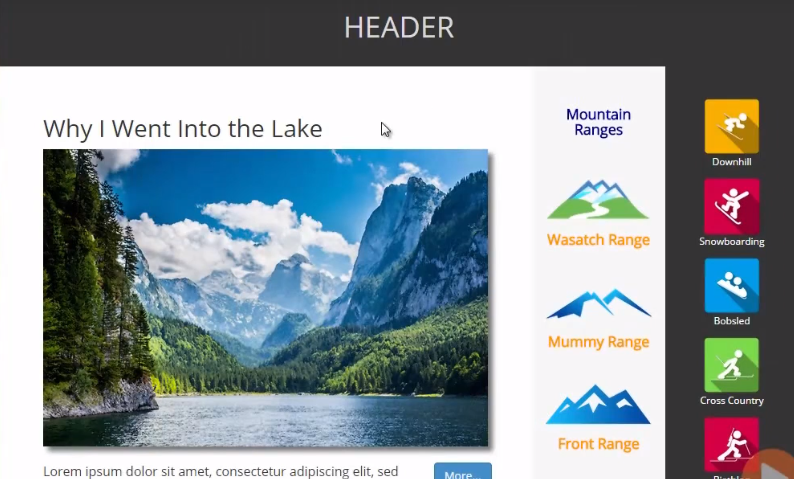 HEADER
Why I Went Into the Lake
Lorem ipsum dolor sit amet, consectetur adipiscing elit, sed
More...
Mountain
Ranges
Wasatch Range
Mummy Range
Front Range
Downhill
Snowboarding
Bobsled
Cross Country